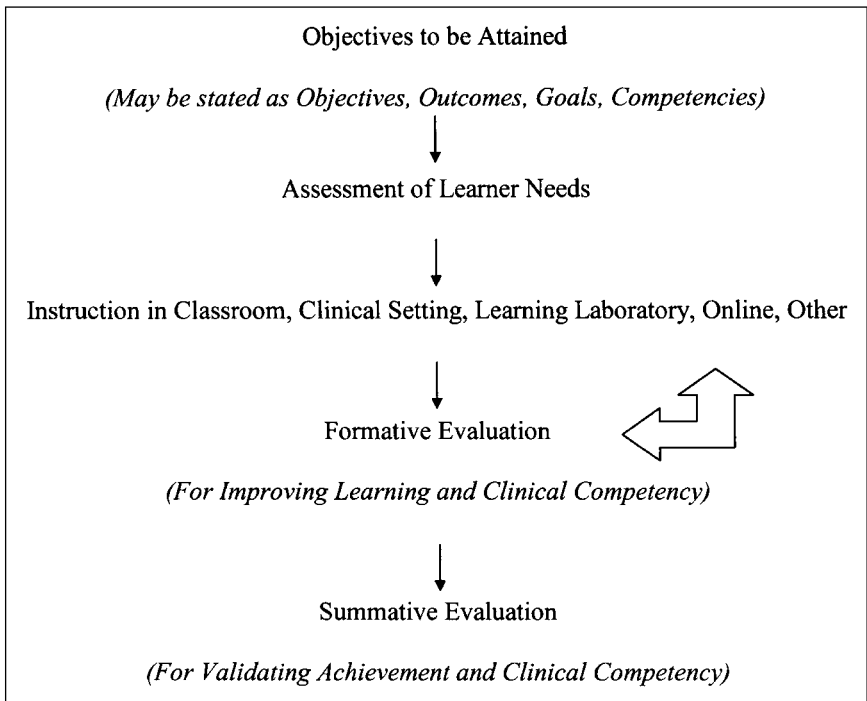 Objectives to be Attained
(May be stated as Objectives, Outcomes, Goals, Competencies)
Assessment of Learner Needs
Instruction in Classroom, Clinical Setting, Learning Laboratory, Online, Other
Formative Evaluation
(For Improving Learning and Clinical Competency)
Summative Evaluation
(For Validating Achievement and Clinical Competency)